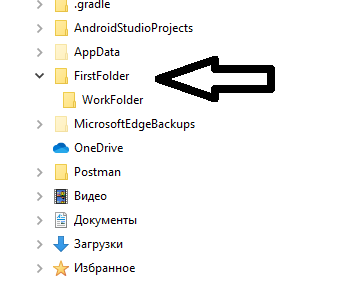 .gradle
AndroidStudioProjects
AppData
FirstFolder
WorkFolder
MicrosoftEdgeBackups
OneDrive
Postman
Видео
Документы
Загрузки
Избранное